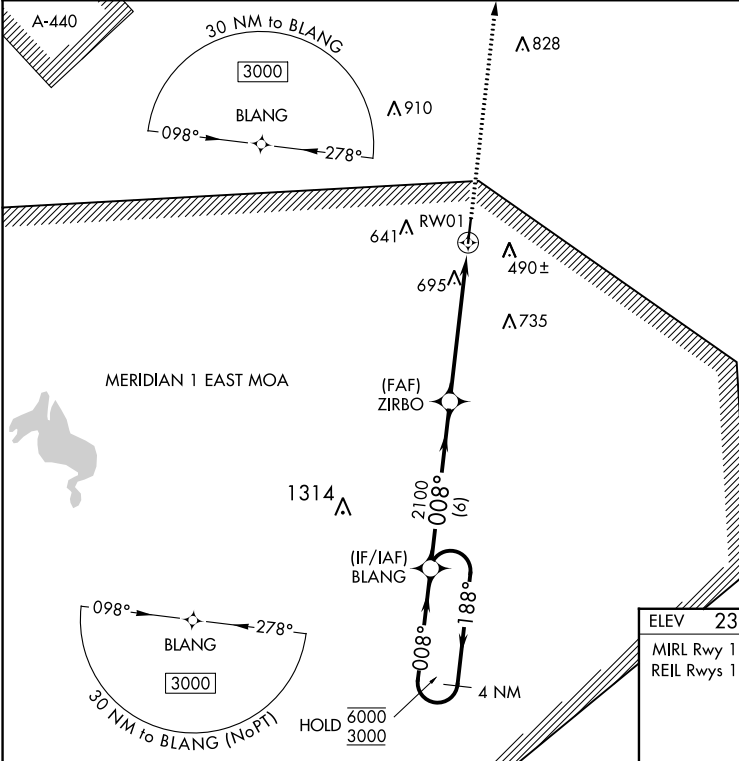 A-440
30 NM to BLANG
3000
BLANG
098°
278°
828
910
641
RW01
490±
695
735
MERIDIAN 1 EAST MOA
(FAF)
ZIRBO
1314
2100
008°
(6)
(IF/IAF)
BLANG
098°
278°
BLANG
3000
30 NM to BLANG (NoPT)
008°
188°
4 NM
HOLD 6000
3000
ELEV 23
MIRL Rwy 1
REIL Rwys 1